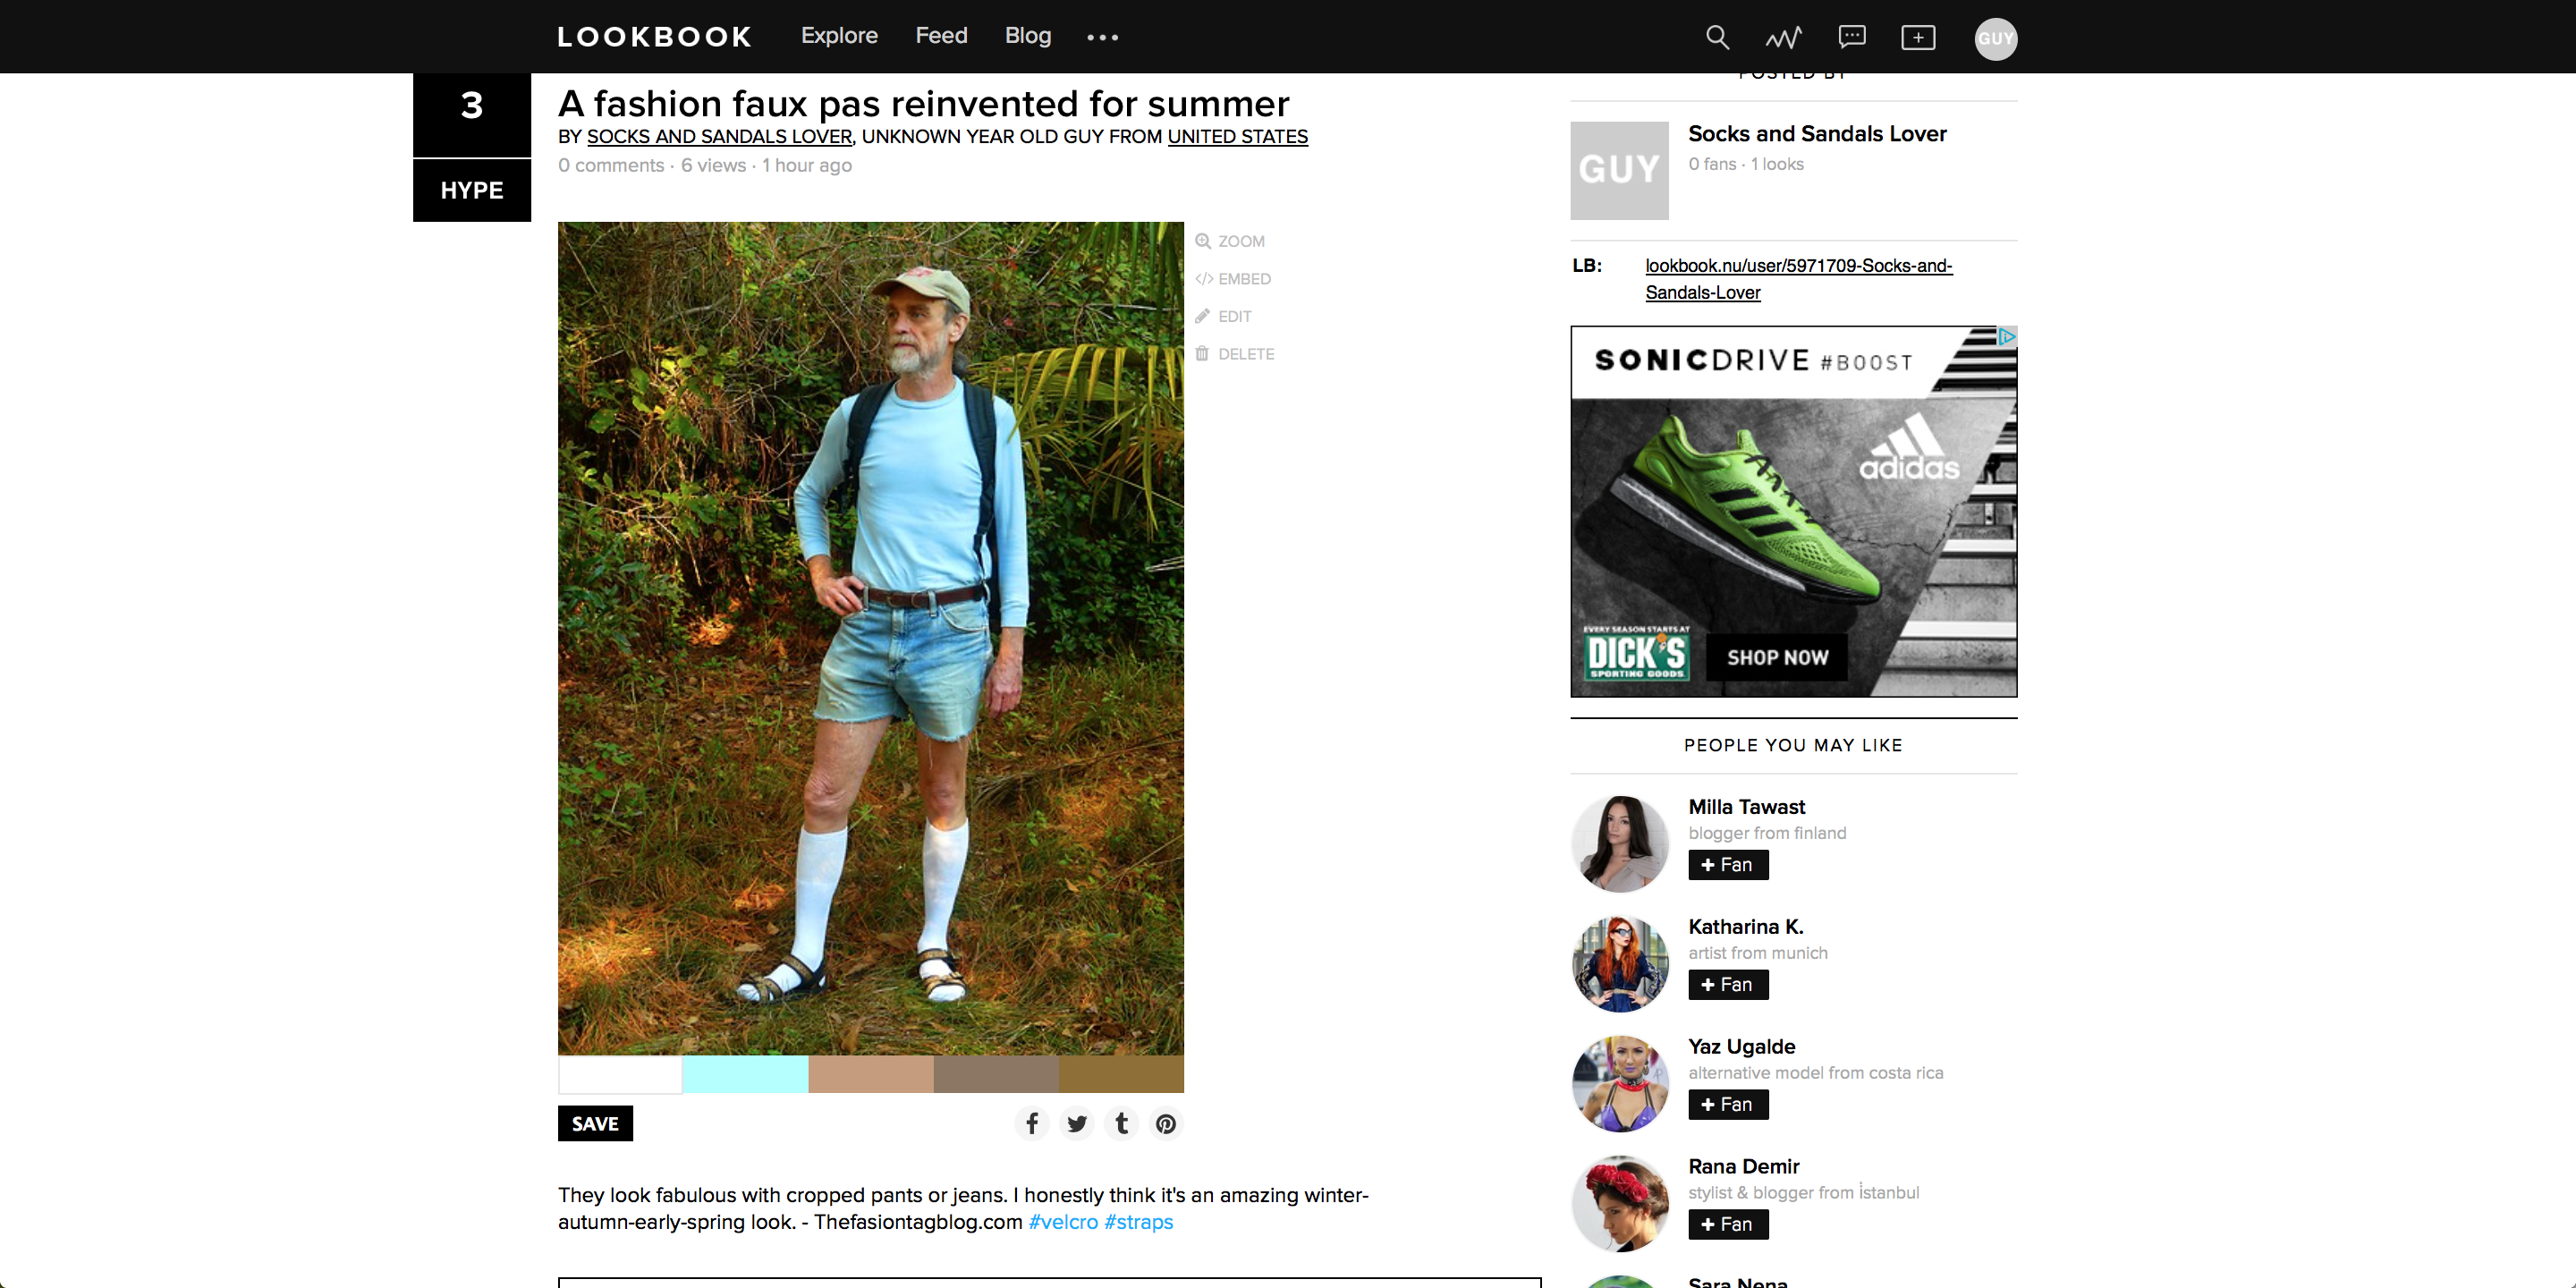 LOOKBOOK Explore Feed Blog •••
GUY
3
HYPE
A fashion faux pas reinvented for summer
BY SOCKS AND SANDALS LOVER, UNKNOWN YEAR OLD GUY FROM UNITED STATES
0 comments · 6 views · 1 hour ago
ZOOM
</> EMBED
EDIT
DELETE
SAVE
They look fabulous with cropped pants or jeans. I honestly think it's an amazing winter-
autumn-early-spring look. - Thefasiontagblog.com #velcro #straps
POSTED BY
GUY
Socks and Sandals Lover
0 fans · 1 looks
LB: lookbook.nu/user/5971709-Socks-and-
Sandals-Lover
SONICDRIVE #BOOST
adidas
EVERY SEASON STARTS AT
DICK'S
SPORTING GOODS
SHOP NOW
PEOPLE YOU MAY LIKE
Milla Tawast
blogger from finland
+ Fan
Katharina K.
artist from munich
+ Fan
Yaz Ugalde
alternative model from costa rica
+ Fan
Rana Demir
stylist & blogger from i̇stanbul
+ Fan
Sara Nena